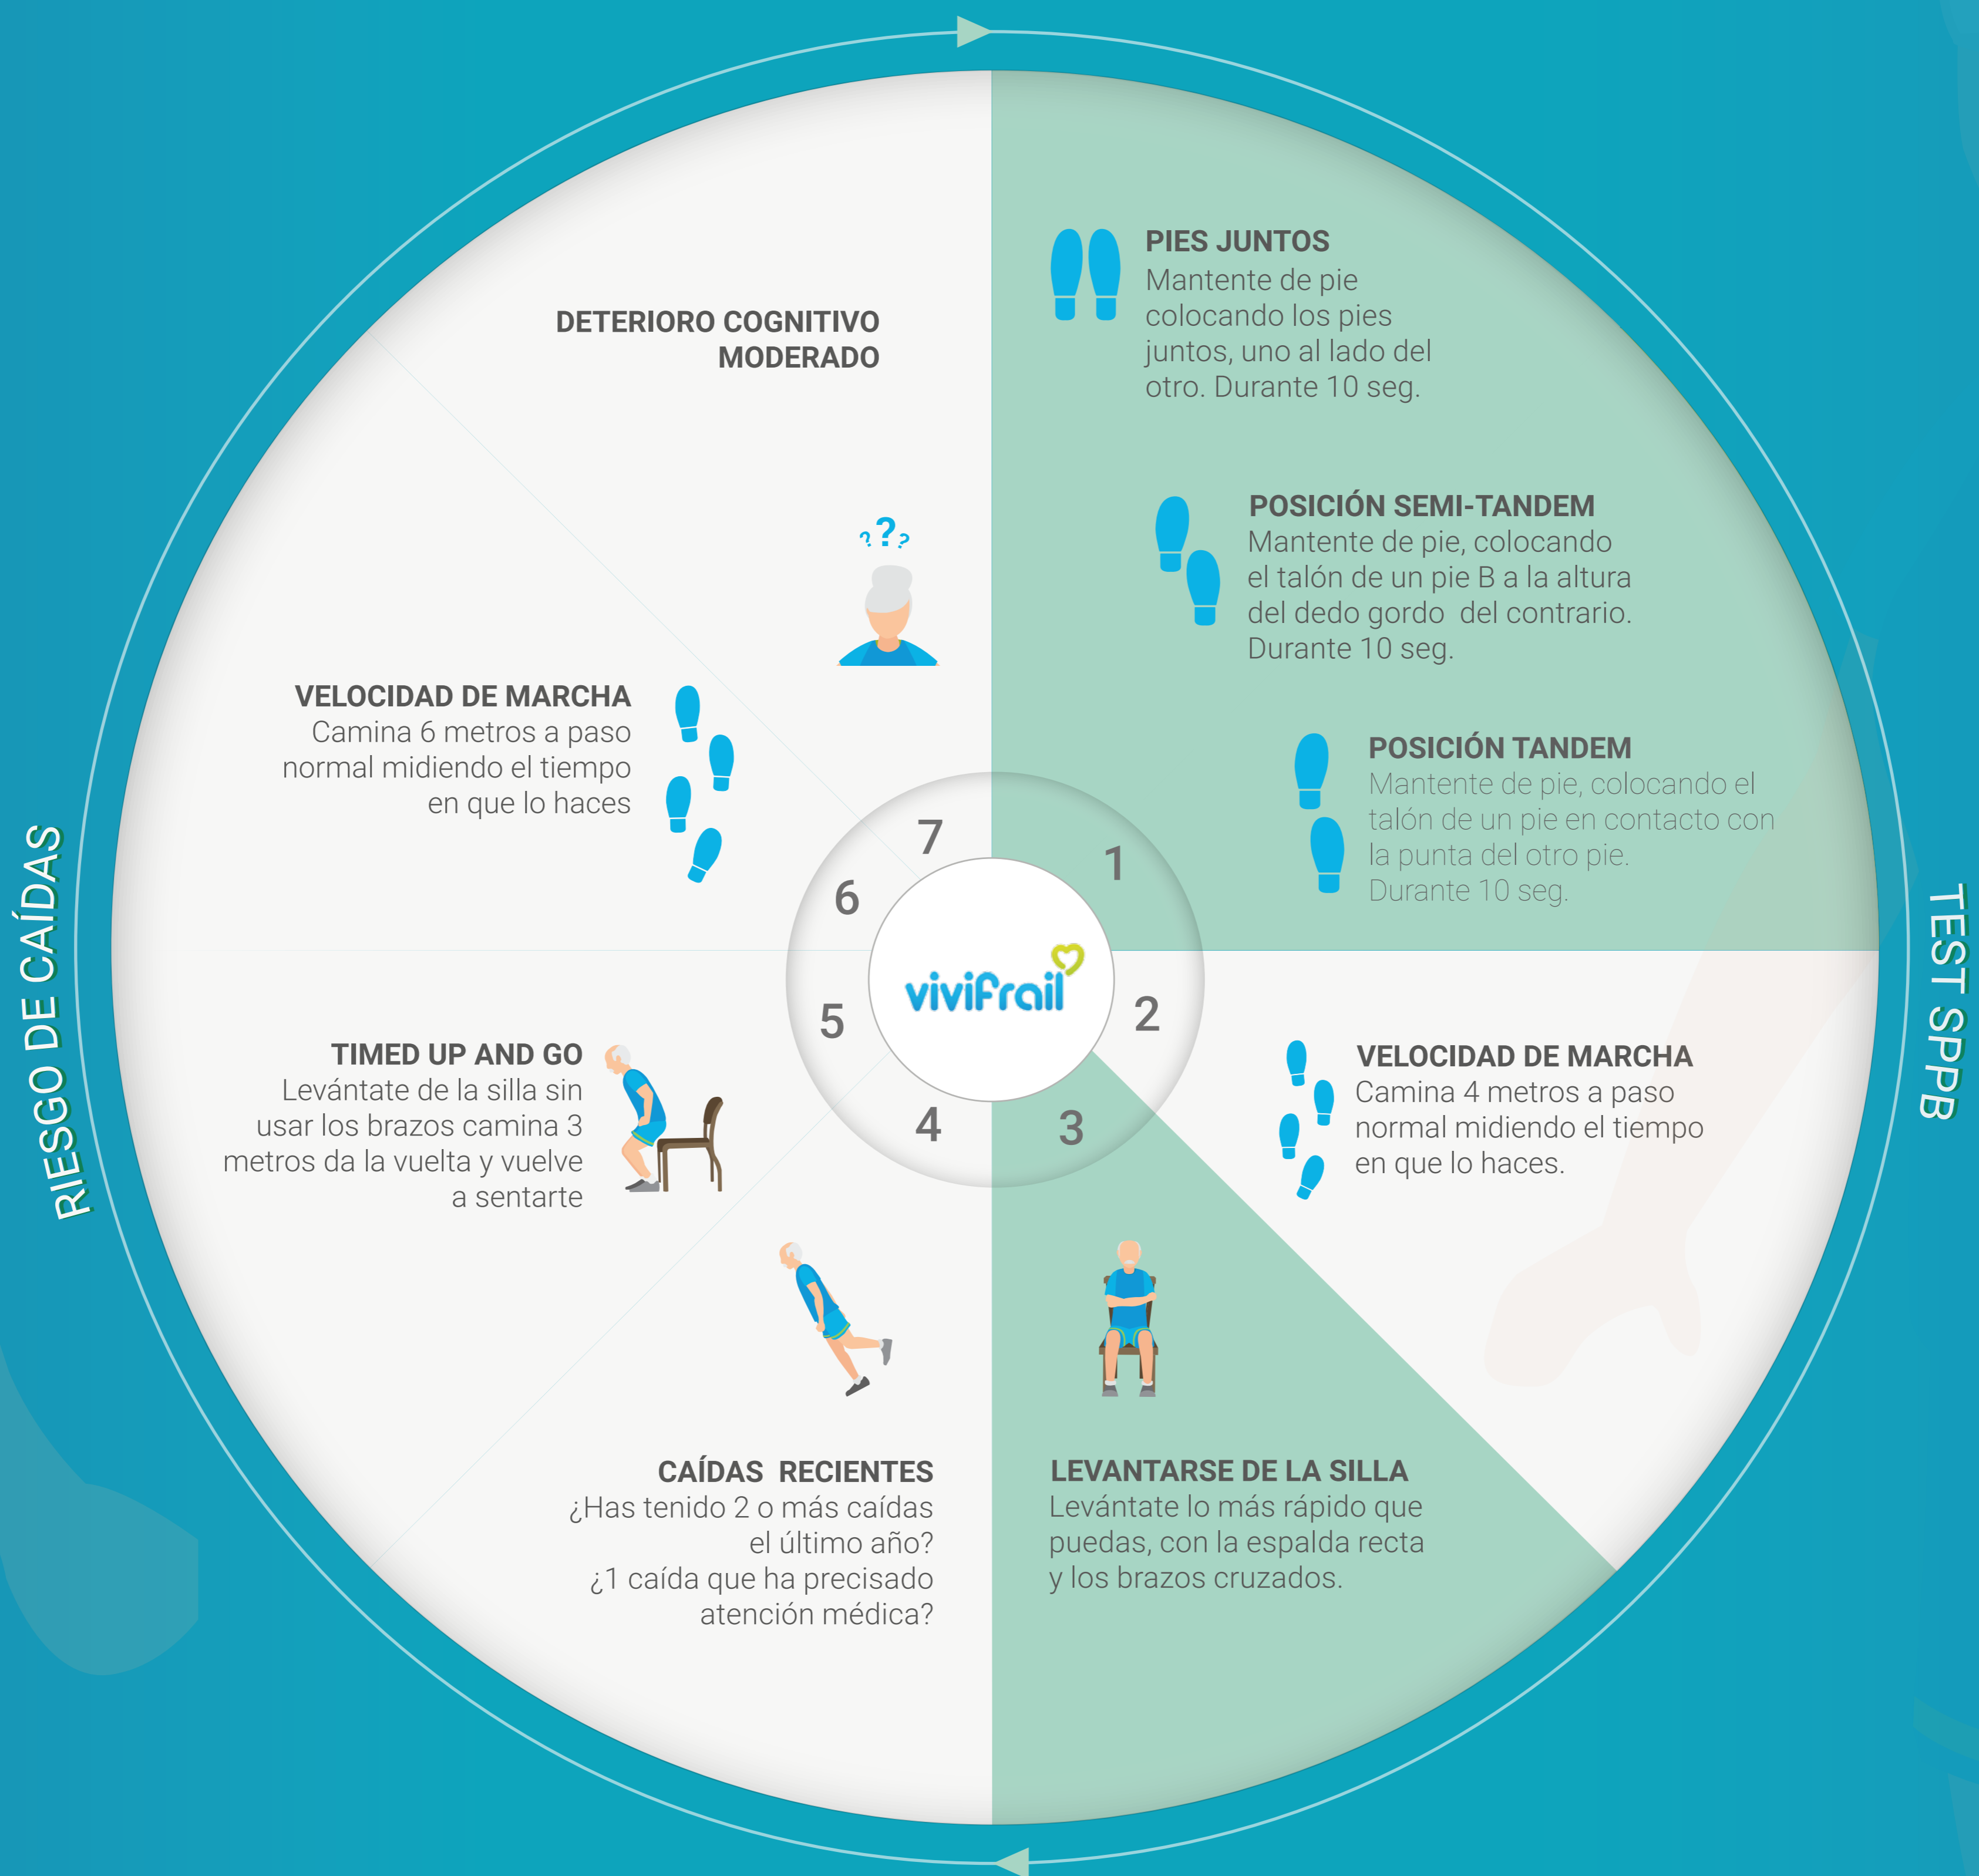 PIES JUNTOS
Mantente de pie
colocando los pies
juntos, uno al lado del
otro. Durante 10 seg.
POSICIÓN SEMI-TANDEM
Mantente de pie, colocando
el talón de un pie B a la altura
del dedo gordo  del contrario.
Durante 10 seg.
POSICIÓN TANDEM
Mantente de pie, colocando el
talón de un pie en contacto con
la punta del otro pie.
Durante 10 seg.
1
TEST SPPB
2
VELOCIDAD DE MARCHA
Camina 4 metros a paso
normal midiendo el tiempo
en que lo haces.
3
LEVANTARSE DE LA SILLA
Levántate lo más rápido que
puedas, con la espalda recta
y los brazos cruzados.
4
CAÍDAS  RECIENTES
¿Has tenido 2 o más caídas
el último año?
¿1 caída que ha precisado
atención médica?
5
TIMED UP AND GO
Levántate de la silla sin
usar los brazos camina 3
metros da la vuelta y vuelve
a sentarte
RIESGO DE CAÍDAS
6
VELOCIDAD DE MARCHA
Camina 6 metros a paso
normal midiendo el tiempo
en que lo haces
7
DETERIORO COGNITIVO
MODERADO
???
vivifrail